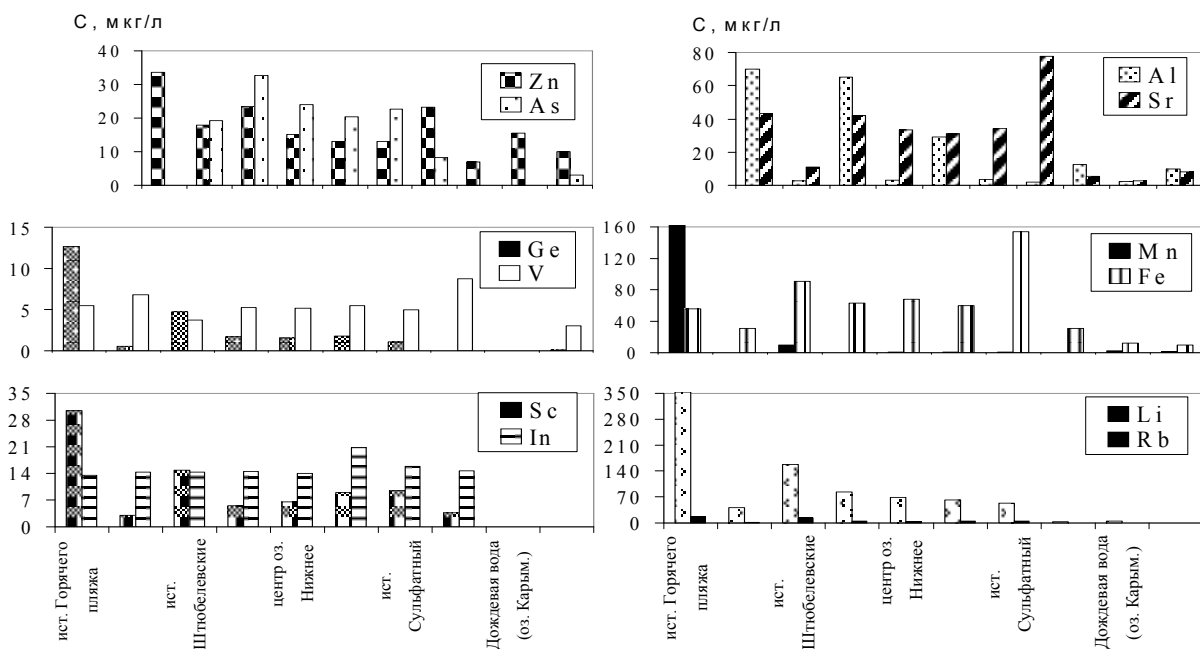 С, мкг/л
40
30
20
10
0
Zn
As
15
10
5
0
Ge
V
35
28
21
14
7
0
Sc
In
ист. Горячего
пляжа
ист.
Штюбелевские
центр оз.
Нижнее
ист.
Сульфатный
Дождевая вода
(оз. Карым.)
С, мкг/л
80
60
40
20
0
Al
Sr
160
120
80
40
0
Mn
Fe
350
280
210
140
70
0
Li
Rb
ист. Горячего
пляжа
ист.
Штюбелевские
центр оз.
Нижнее
ист.
Сульфатный
Дождевая вода
(оз. Карым.)